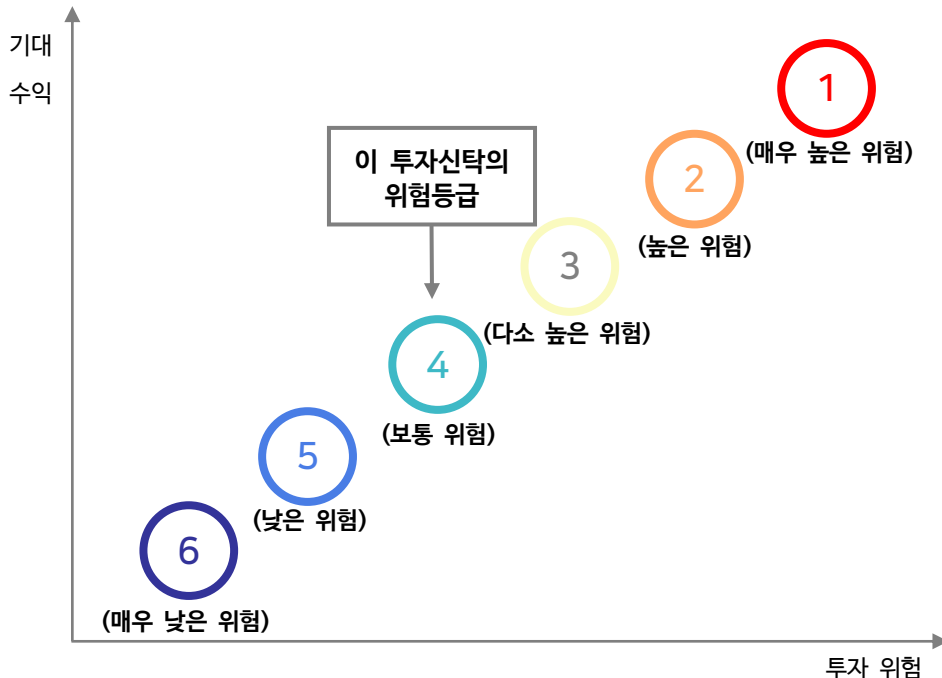 기대
수익
1
(매우 높은 위험)
이 투자신탁의
위험등급
2
(높은 위험)
3
(다소 높은 위험)
4
(보통 위험)
5
(낮은 위험)
6
(매우 낮은 위험)
투자 위험